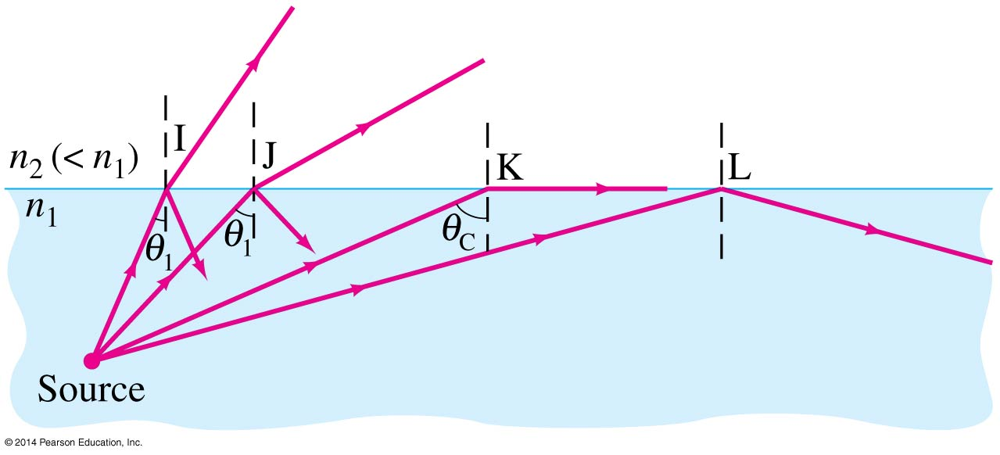 I
J
n₂ (< n₁)
K
L
n₁
θ₁
θ₁
θC
Source
© 2014 Pearson Education, Inc.